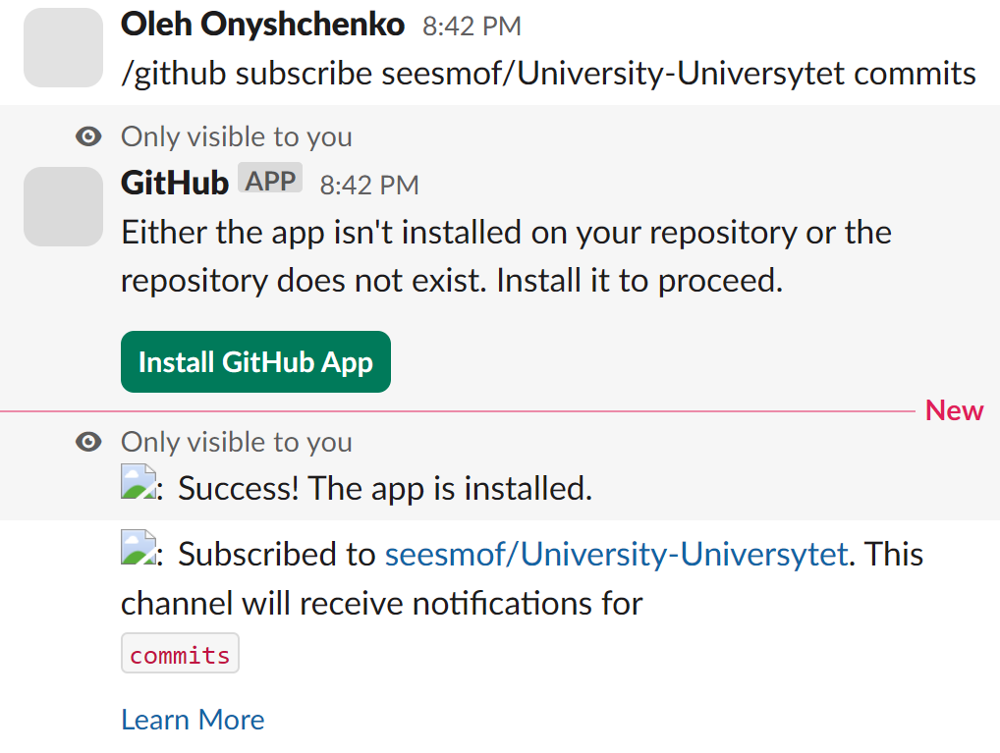 Oleh Onyshchenko 8:42 PM
/github subscribe seesmof/University-Universytet commits
Only visible to you
GitHub APP 8:42 PM
Either the app isn't installed on your repository or the
repository does not exist. Install it to proceed.
Install GitHub App
New
Only visible to you
: Success! The app is installed.
: Subscribed to seesmof/University-Universytet. This
channel will receive notifications for
commits
Learn More